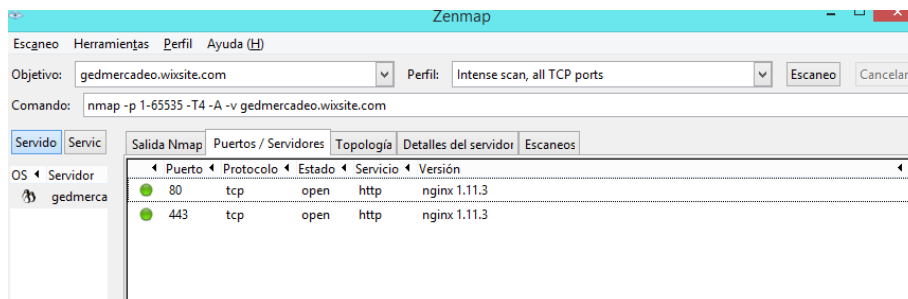 Zenmap
Escaneo Herramientas Perfil Ayuda (H)
Objetivo: gedmercadeo.wixsite.com Perfil: Intense scan, all TCP ports Escaneo Cancelar
Comando: nmap -p 1-65535 -T4 -A -v gedmercadeo.wixsite.com
Servido Servic Salida Nmap Puertos / Servidores Topología Detalles del servidor Escaneos
OS Servidor Puerto Protocolo Estado Servicio Versión
gedmerca 80 tcp open http nginx 1.11.3
443 tcp open http nginx 1.11.3